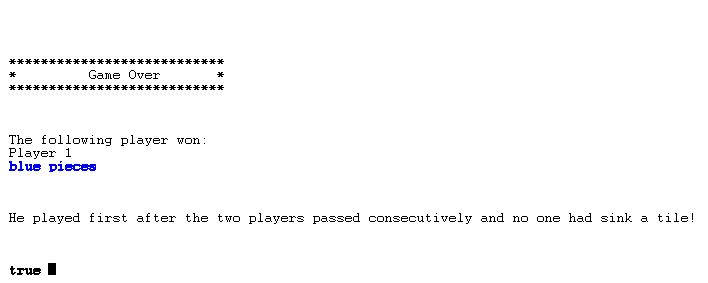 ***************************
*         Game Over       *
***************************
The following player won:
Player 1
blue pieces
He played first after the two players passed consecutively and no one had sink a tile!
true